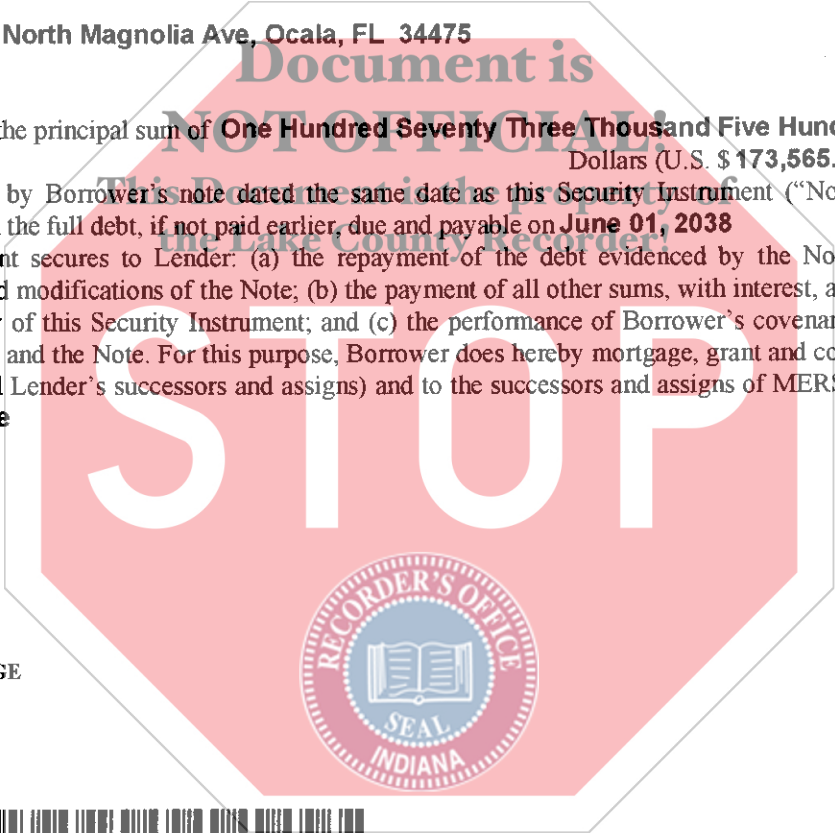 North Magnolia Ave, Ocala, FL 34475
Document is
NOT OFFICIAL!
the principal sum of One Hundred Seventy Three Thousand Five Hund
Dollars (U.S. $ 173,565.
This Document is the property of
by Borrower's note dated the same date as this Security Instrument ("No
the full debt, if not paid earlier, due and payable on June 01, 2038
the Lake County Recorder!
nt secures to Lender: (a) the repayment of the debt evidenced by the No
d modifications of the Note; (b) the payment of all other sums, with interest, a
of this Security Instrument; and (c) the performance of Borrower's covenan
and the Note. For this purpose, Borrower does hereby mortgage, grant and co
l Lender's successors and assigns) and to the successors and assigns of MERS
e
STOP
RECORDER'S OFFICE
GE
SEAL
INDIANA